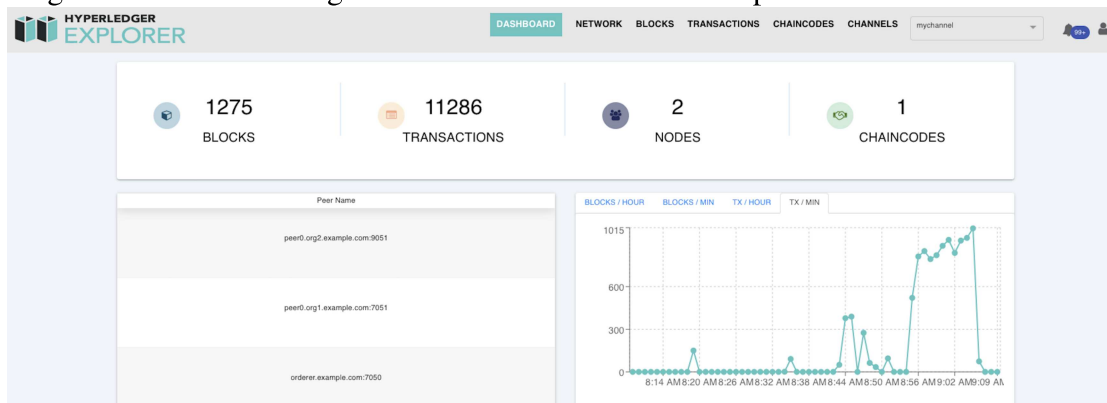 HYPERLEDGER
EXPLORER
DASHBOARD NETWORK BLOCKS TRANSACTIONS CHAINCODES CHANNELS mychannel 99+
1275 11286 2 1
BLOCKS TRANSACTIONS NODES CHAINCODES
Peer Name
peer0.org2.example.com:9051
peer0.org1.example.com:7051
orderer.example.com:7050
BLOCKS / HOUR BLOCKS / MIN TX / HOUR TX / MIN
1015
600
300
0
8:14 AM 8:20 AM 8:26 AM 8:32 AM 8:38 AM 8:44 AM 8:50 AM 8:56 AM 9:02 AM 9:09 AM